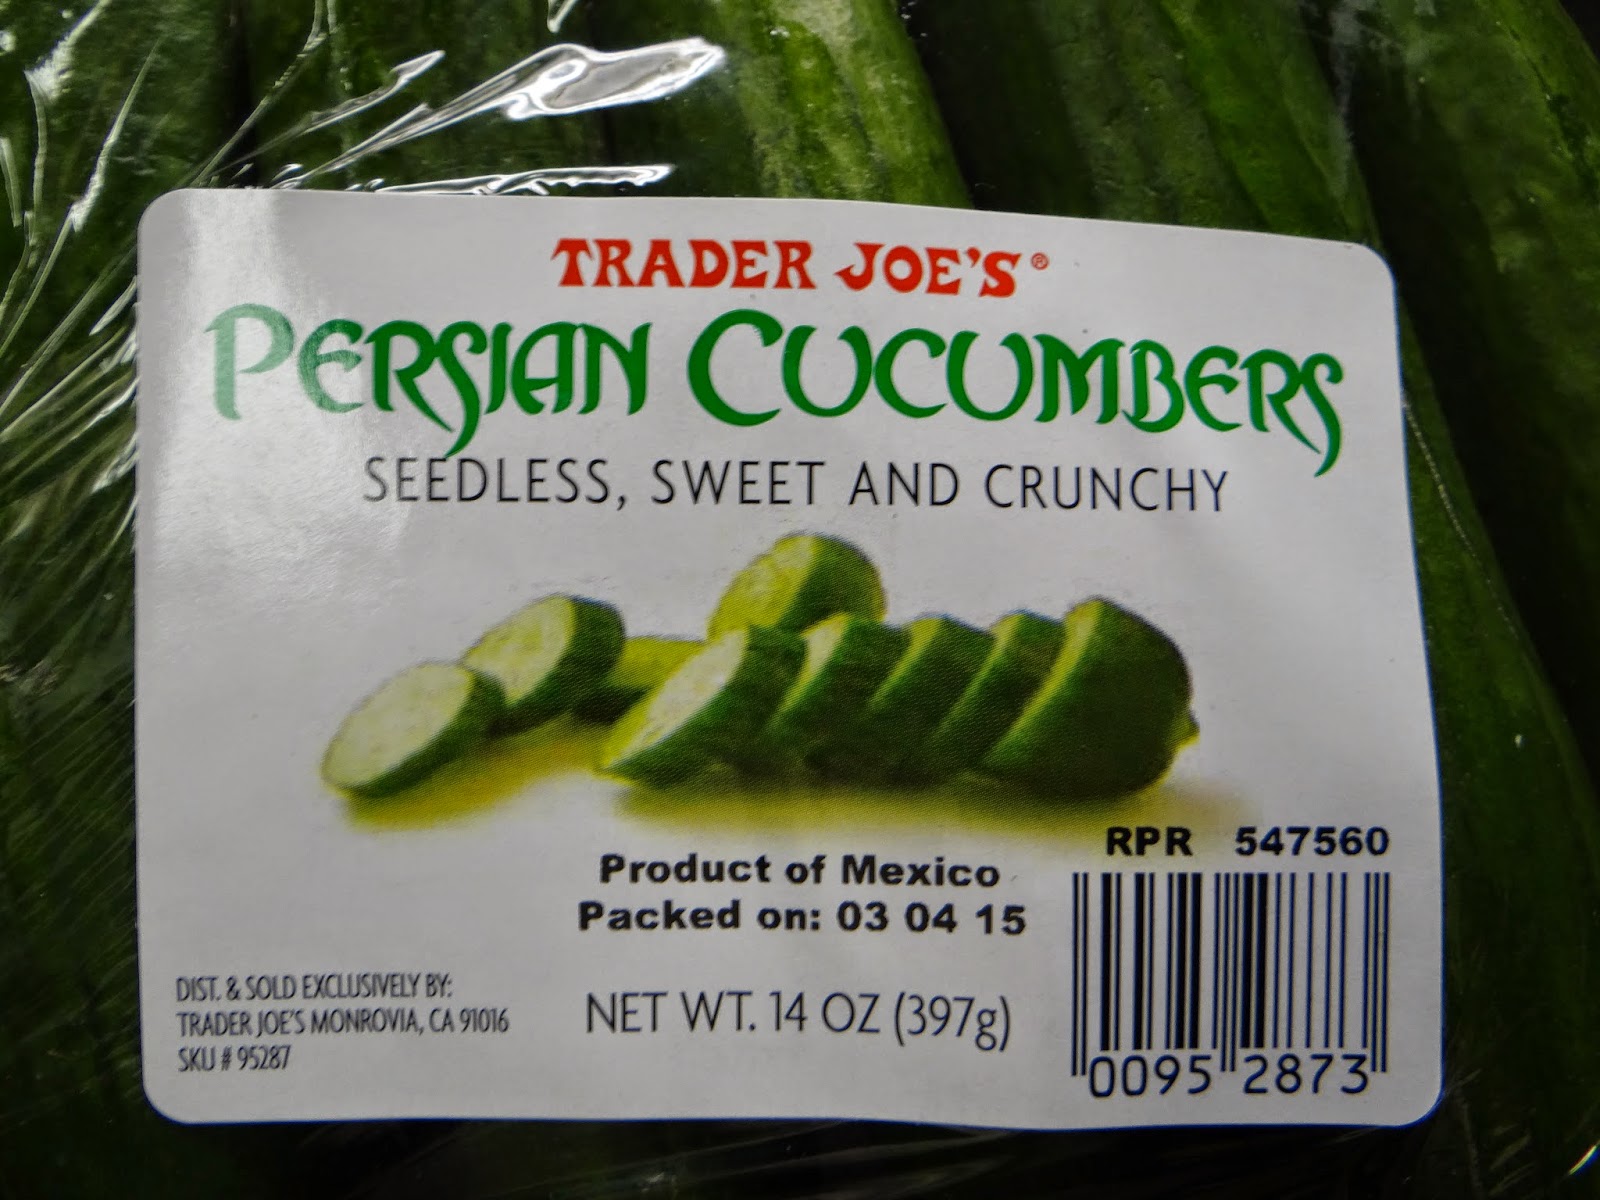 TRADER JOE'S®
PERSIAN CUCUMBERS
SEEDLESS, SWEET AND CRUNCHY
RPR 547560
Product of Mexico
Packed on: 03 04 15
DIST. & SOLD EXCLUSIVELY BY:
TRADER JOE'S MONROVIA, CA 91016
SKU # 95287
NET WT. 14 OZ (397g)
0095 2873